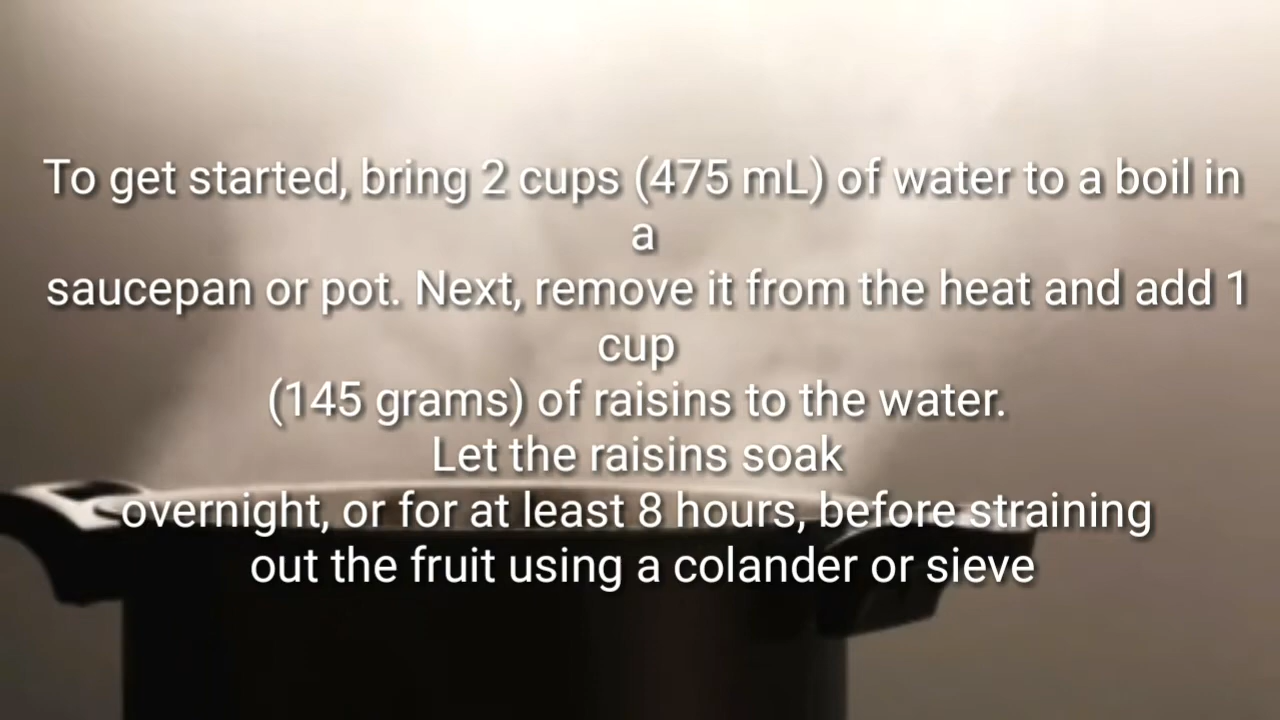 To get started, bring 2 cups (475 mL) of water to a boil in
a
saucepan or pot. Next, remove it from the heat and add 1
cup
(145 grams) of raisins to the water.
Let the raisins soak
overnight, or for at least 8 hours, before straining
out the fruit using a colander or sieve